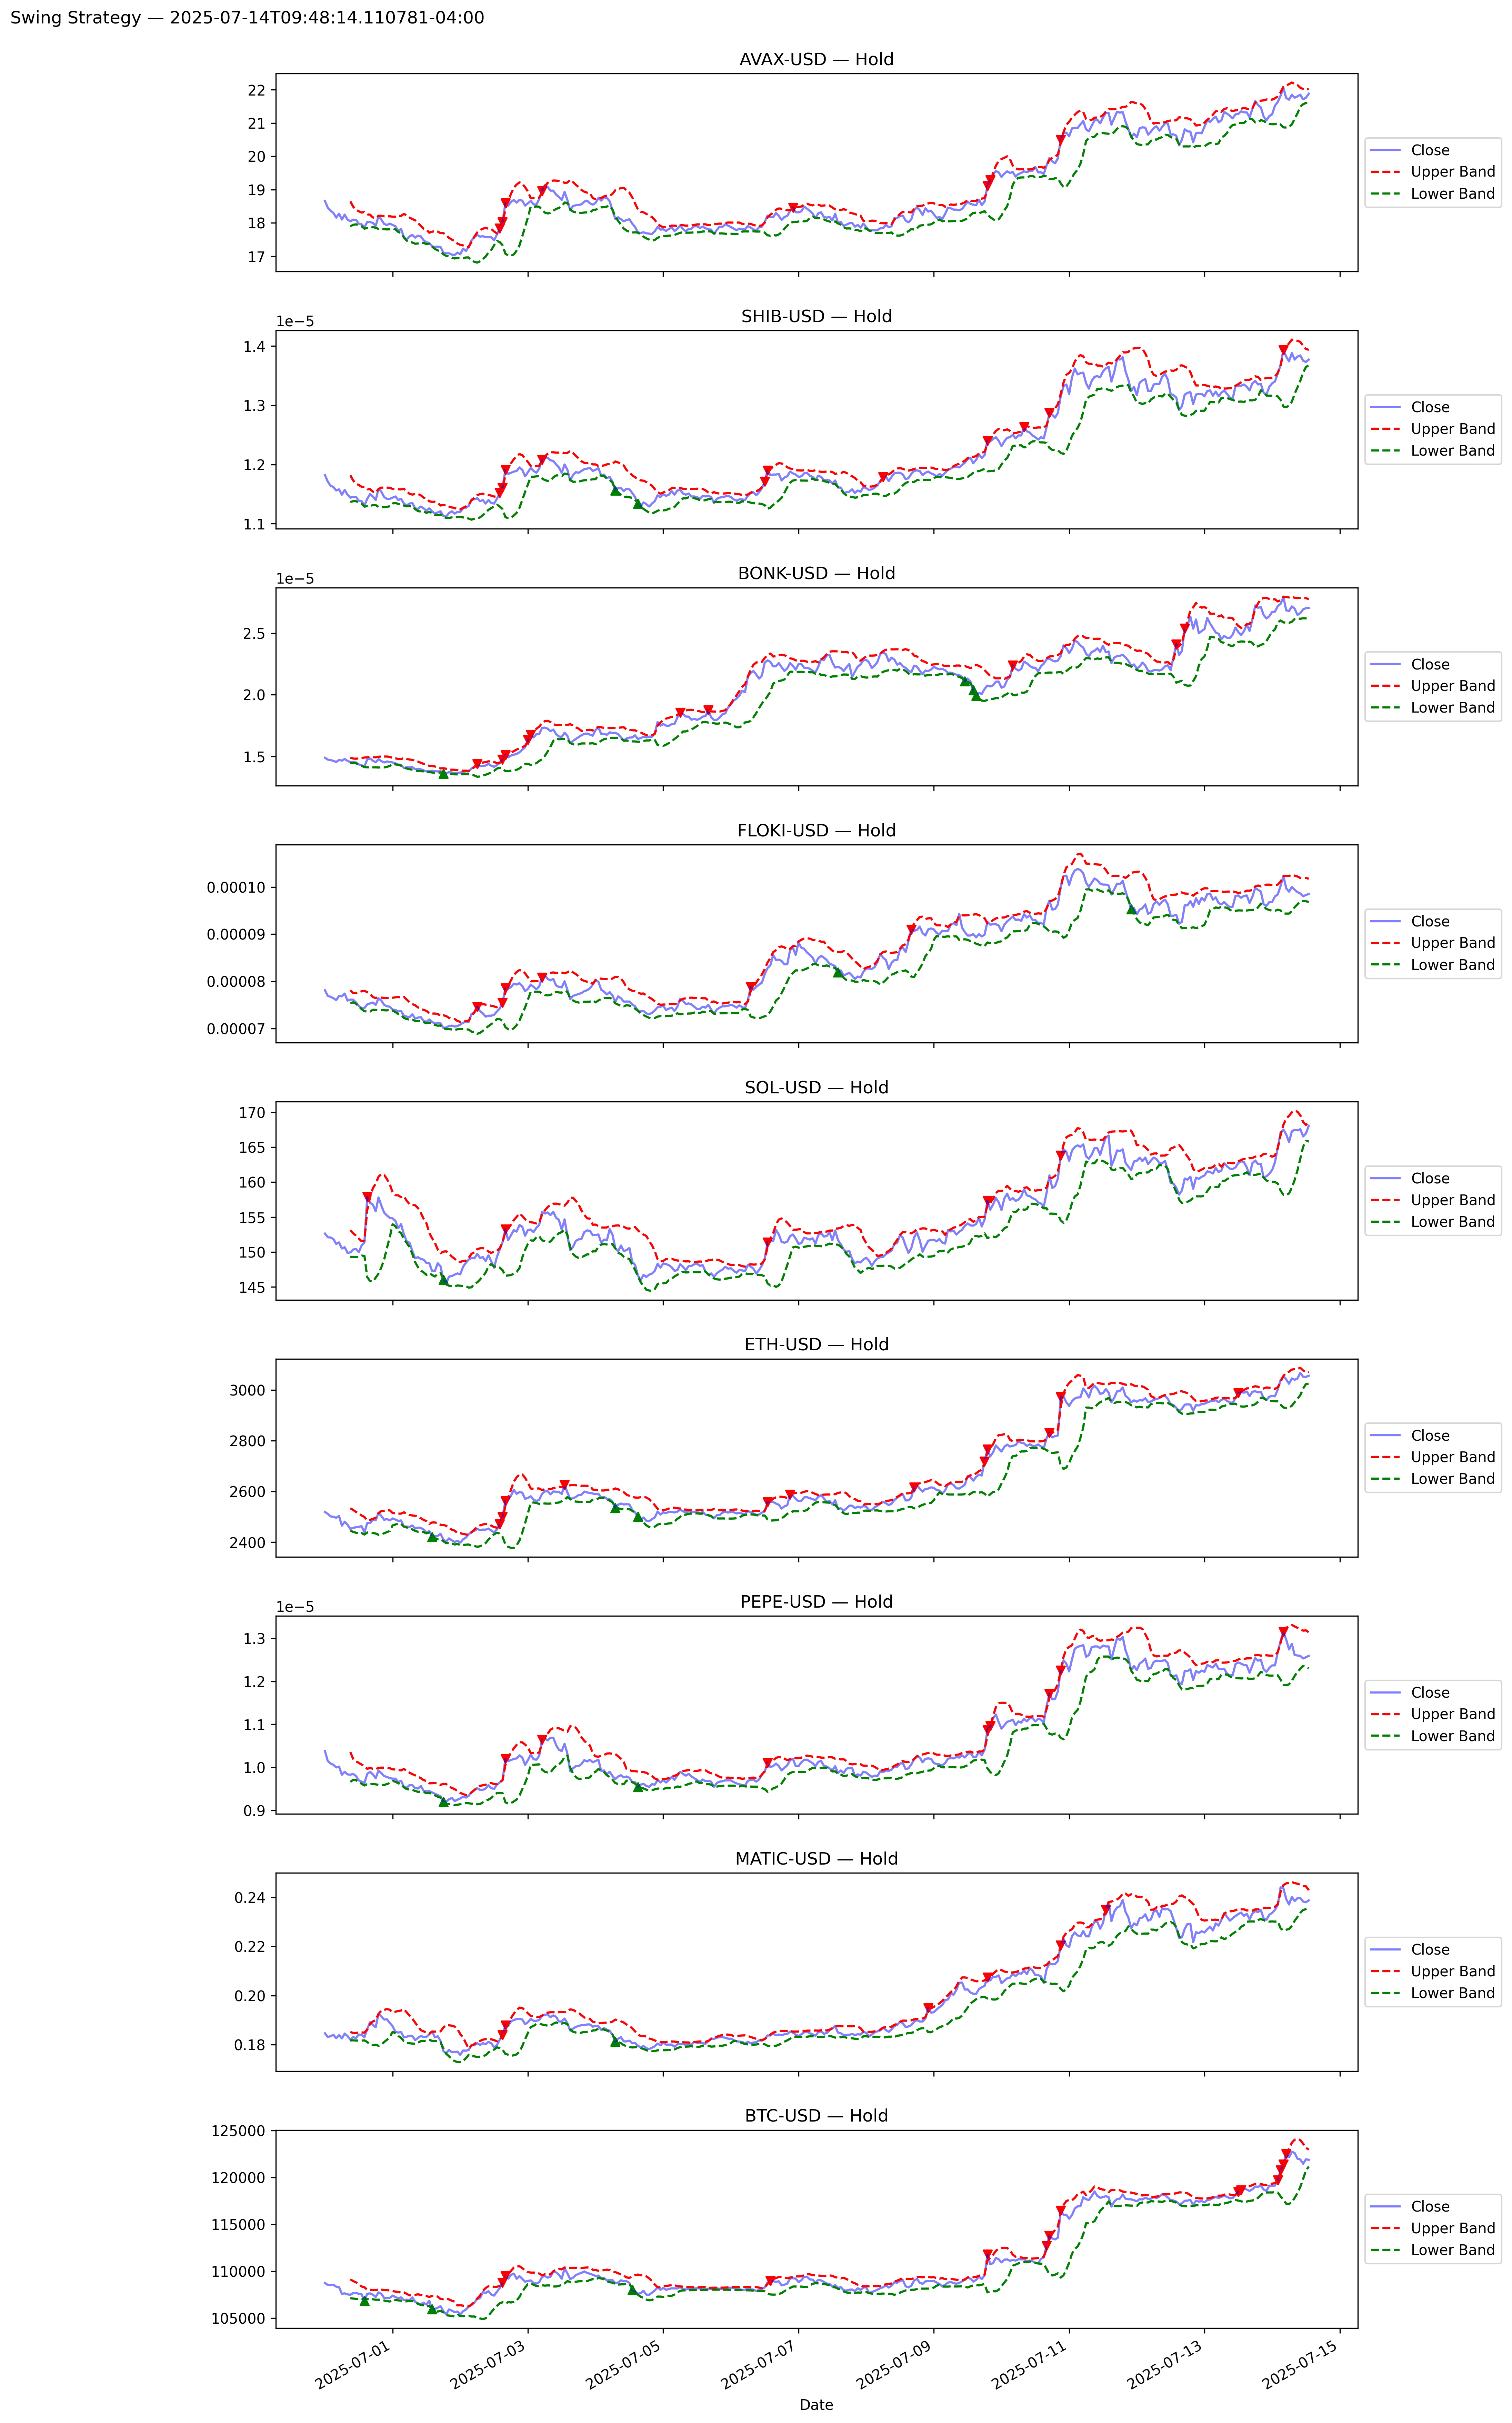 Swing Strategy — 2025-07-14T09:48:14.110781-04:00
AVAX-USD — Hold
22
21
20
19
18
17
Close
Upper Band
Lower Band
SHIB-USD — Hold
1e−5
1.4
1.3
1.2
1.1
Close
Upper Band
Lower Band
BONK-USD — Hold
1e−5
2.5
2.0
1.5
Close
Upper Band
Lower Band
FLOKI-USD — Hold
0.00010
0.00009
0.00008
0.00007
Close
Upper Band
Lower Band
SOL-USD — Hold
170
165
160
155
150
145
Close
Upper Band
Lower Band
ETH-USD — Hold
3000
2800
2600
2400
Close
Upper Band
Lower Band
PEPE-USD — Hold
1e−5
1.3
1.2
1.1
1.0
0.9
Close
Upper Band
Lower Band
MATIC-USD — Hold
0.24
0.22
0.20
0.18
Close
Upper Band
Lower Band
BTC-USD — Hold
125000
120000
115000
110000
105000
Close
Upper Band
Lower Band
2025-07-01
2025-07-03
2025-07-05
2025-07-07
2025-07-09
2025-07-11
2025-07-13
2025-07-15
Date